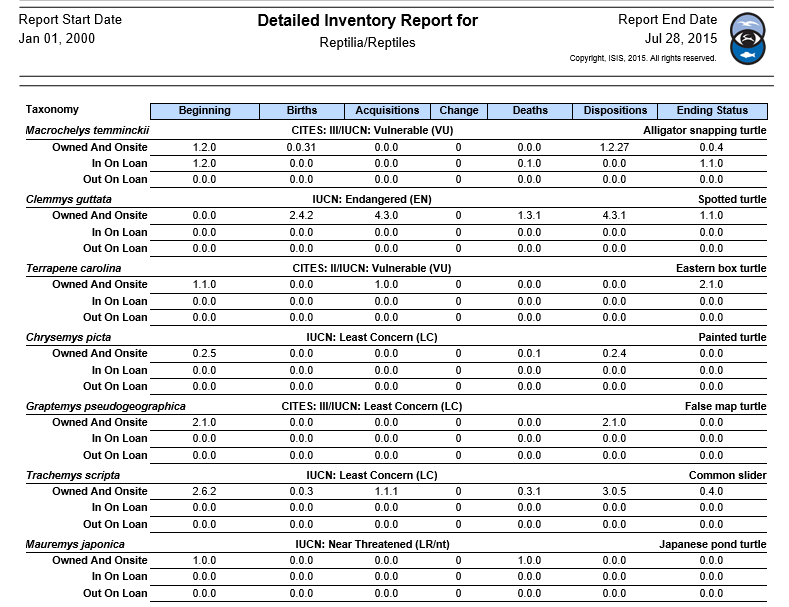 Report Start Date
Detailed Inventory Report for
Report End Date
Jan 01, 2000
Reptilia/Reptiles
Jul 28, 2015
Copyright, ISIS, 2015. All rights reserved.
Taxonomy Beginning Births Acquisitions Change Deaths Dispositions Ending Status
Macrochelys temminckii CITES: III/IUCN: Vulnerable (VU) Alligator snapping turtle
Owned And Onsite 1.2.0 0.0.31 0.0.0 0 0.0.0 1.2.27 0.0.4
In On Loan 1.2.0 0.0.0 0.0.0 0 0.1.0 0.0.0 1.1.0
Out On Loan 0.0.0 0.0.0 0.0.0 0 0.0.0 0.0.0 0.0.0
Clemmys guttata IUCN: Endangered (EN) Spotted turtle
Owned And Onsite 0.0.0 2.4.2 4.3.0 0 1.3.1 4.3.1 1.1.0
In On Loan 0.0.0 0.0.0 0.0.0 0 0.0.0 0.0.0 0.0.0
Out On Loan 0.0.0 0.0.0 0.0.0 0 0.0.0 0.0.0 0.0.0
Terrapene carolina CITES: II/IUCN: Vulnerable (VU) Eastern box turtle
Owned And Onsite 1.1.0 0.0.0 1.0.0 0 0.0.0 0.0.0 2.1.0
In On Loan 0.0.0 0.0.0 0.0.0 0 0.0.0 0.0.0 0.0.0
Out On Loan 0.0.0 0.0.0 0.0.0 0 0.0.0 0.0.0 0.0.0
Chrysemys picta IUCN: Least Concern (LC) Painted turtle
Owned And Onsite 0.2.5 0.0.0 0.0.0 0 0.0.1 0.2.4 0.0.0
In On Loan 0.0.0 0.0.0 0.0.0 0 0.0.0 0.0.0 0.0.0
Out On Loan 0.0.0 0.0.0 0.0.0 0 0.0.0 0.0.0 0.0.0
Graptemys pseudogeographica CITES: III/IUCN: Least Concern (LC) False map turtle
Owned And Onsite 2.1.0 0.0.0 0.0.0 0 0.0.0 2.1.0 0.0.0
In On Loan 0.0.0 0.0.0 0.0.0 0 0.0.0 0.0.0 0.0.0
Out On Loan 0.0.0 0.0.0 0.0.0 0 0.0.0 0.0.0 0.0.0
Trachemys scripta IUCN: Least Concern (LC) Common slider
Owned And Onsite 2.6.2 0.0.3 1.1.1 0 0.3.1 3.0.5 0.4.0
In On Loan 0.0.0 0.0.0 0.0.0 0 0.0.0 0.0.0 0.0.0
Out On Loan 0.0.0 0.0.0 0.0.0 0 0.0.0 0.0.0 0.0.0
Mauremys japonica IUCN: Near Threatened (LR/nt) Japanese pond turtle
Owned And Onsite 1.0.0 0.0.0 0.0.0 0 1.0.0 0.0.0 0.0.0
In On Loan 0.0.0 0.0.0 0.0.0 0 0.0.0 0.0.0 0.0.0
Out On Loan 0.0.0 0.0.0 0.0.0 0 0.0.0 0.0.0 0.0.0